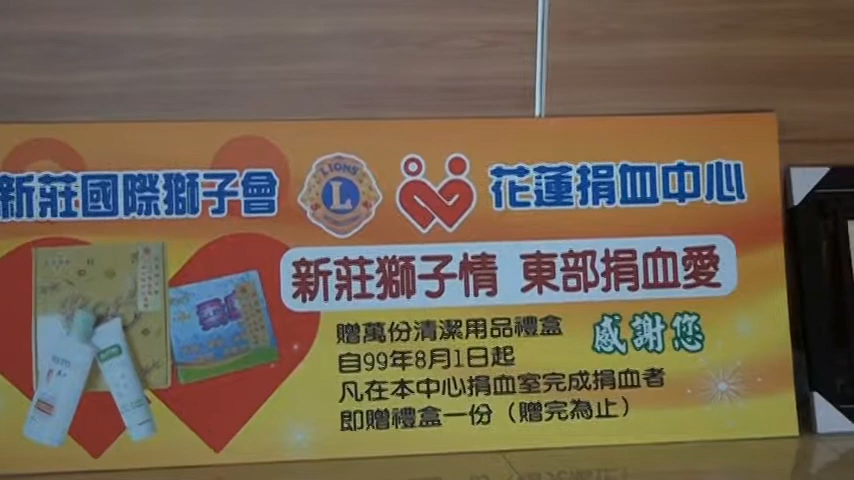 新莊國際獅子會
LIONS
L
花蓮捐血中心
新莊獅子情 東部捐血愛
贈萬份清潔用品禮盒
感謝您
自99年8月1日起
凡在本中心捐血室完成捐血者
即贈禮盒一份（贈完為止）